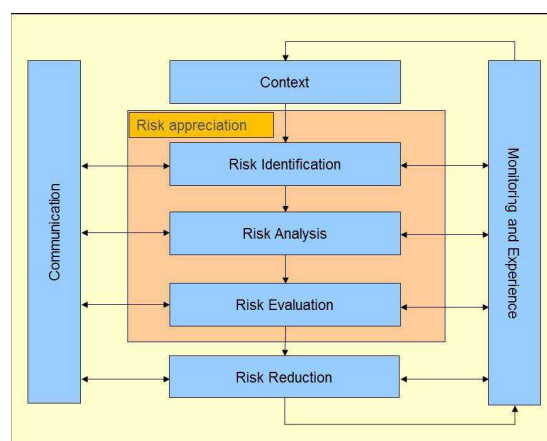 Context
Risk appreciation
Risk Identification
Risk Analysis
Risk Evaluation
Risk Reduction
Communication
Monitoring and Experience